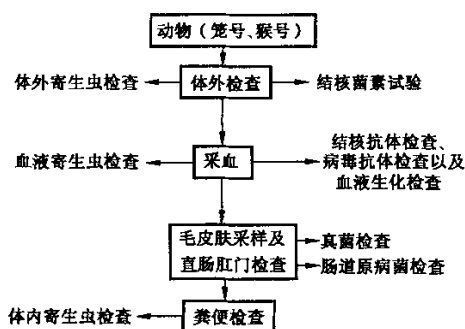 动物（笼号、猴号）
体外寄生虫检查
体外检查
结核菌素试验
血液寄生虫检查
采血
结核抗体检查、
病毒抗体检查以及
血液生化检查
毛皮肤采样及
直肠肛门检查
真菌检查
肠道原病菌检查
体内寄生虫检查
粪便检查